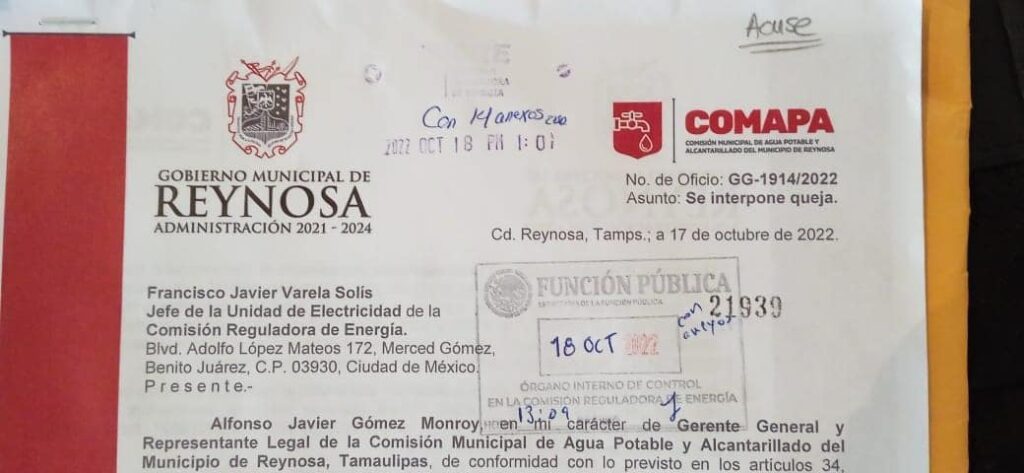 Acuse
Con 14 anexos
2022 OCT 18 PM 1:07
GOBIERNO MUNICIPAL DE
REYNOSA
ADMINISTRACIÓN 2021 - 2024
COMAPA
COMISIÓN MUNICIPAL DE AGUA POTABLE Y
ALCANTARILLADO DEL MUNICIPIO DE REYNOSA
No. de Oficio: GG-1914/2022
Asunto: Se interpone queja.
Cd. Reynosa, Tamps.; a 17 de octubre de 2022.
FUNCIÓN PÚBLICA
SECRETARÍA DE LA FUNCIÓN PÚBLICA
21939
con
18 OCT 2022
ÓRGANO INTERNO DE CONTROL
EN LA COMISIÓN REGULADORA DE ENERGÍA
13:09
Francisco Javier Varela Solís
Jefe de la Unidad de Electricidad de la
Comisión Reguladora de Energía.
Blvd. Adolfo López Mateos 172, Merced Gómez,
Benito Juárez, C.P. 03930, Ciudad de México.
P r e s e n t e.-
Alfonso Javier Gómez Monroy, en mi carácter de Gerente General y
Representante Legal de la Comisión Municipal de Agua Potable y Alcantarillado del
Municipio de Reynosa, Tamaulipas, de conformidad con lo previsto en los artículos 34,